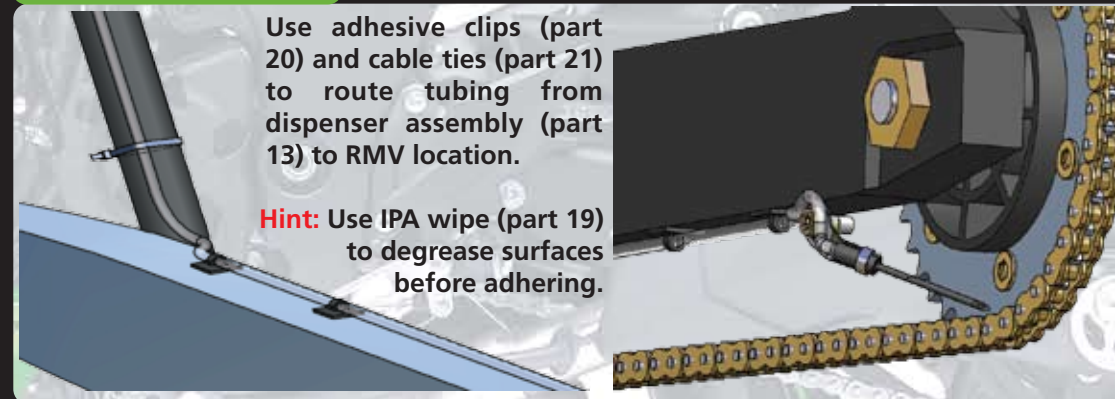 Use adhesive clips (part
20) and cable ties (part 21)
to route tubing from
dispenser assembly (part
13) to RMV location.
Hint: Use IPA wipe (part 19)
to degrease surfaces
before adhering.